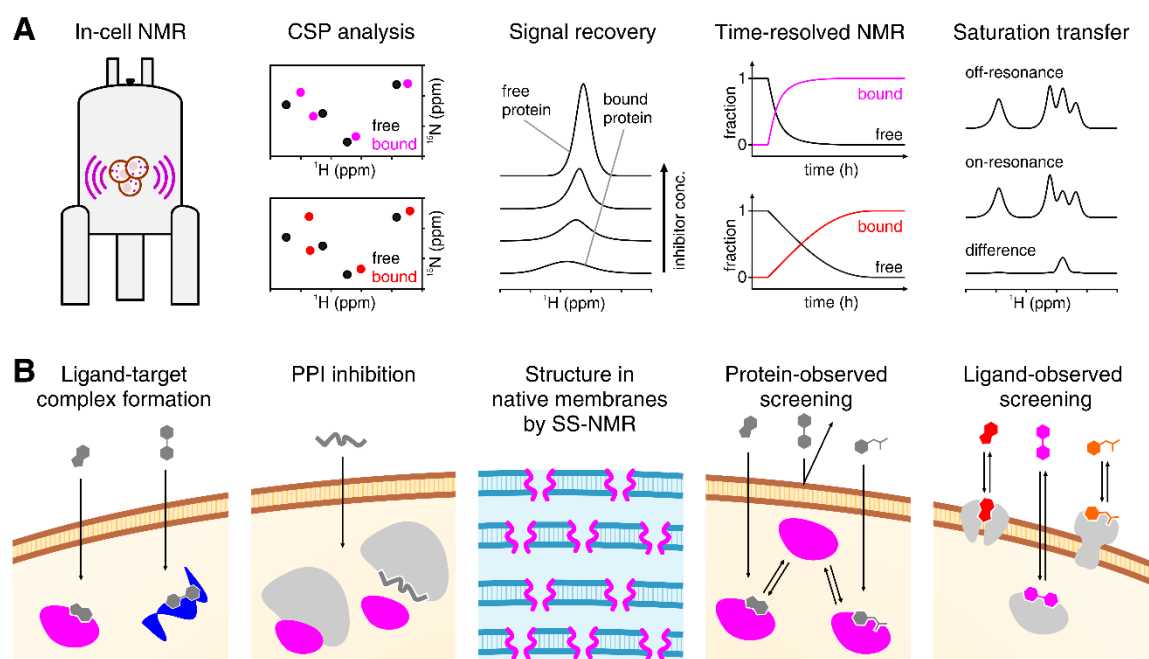 A
In-cell NMR
CSP analysis
free
bound
¹⁵N (ppm)
¹H (ppm)
free
bound
¹⁵N (ppm)
¹H (ppm)
Signal recovery
free
protein
bound
protein
inhibitor conc.
¹H (ppm)
Time-resolved NMR
fraction
1
0
bound
free
time (h)
fraction
1
0
bound
free
time (h)
Saturation transfer
off-resonance
on-resonance
difference
¹H (ppm)
B
Ligand-target
complex formation
PPI inhibition
Structure in
native membranes
by SS-NMR
Protein-observed
screening
Ligand-observed
screening